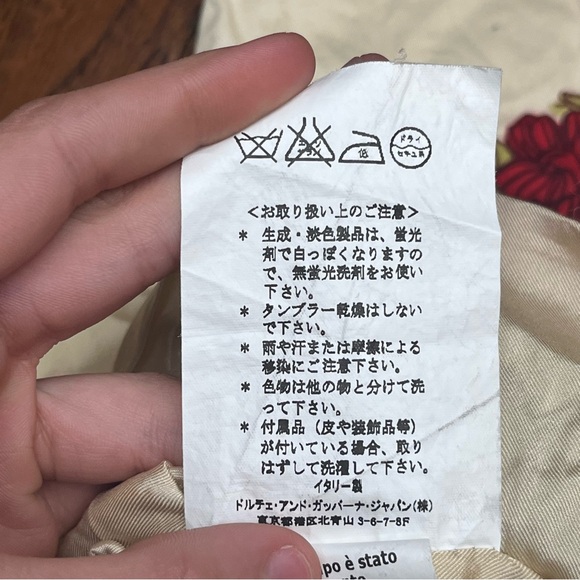 エンソ サラシ 低 ドライ セキユ系
<お取り扱い上のご注意>
* 生成・淡色製品は、蛍光
剤で白っぽくなりますの
で、無蛍光洗剤をお使い
下さい。
* タンブラー乾燥はしない
で下さい。
* 雨や汗または摩擦による
移染にご注意下さい。
* 色物は他の物と分けて洗
って下さい。
* 付属品（皮や装飾品等）
が付いている場合、取り
はずして洗濯して下さい。
イタリー製
ドルチェ・アンド・ガッバーナ・ジャパン(株)
東京都港区北青山3-6-7-8F
po è stato